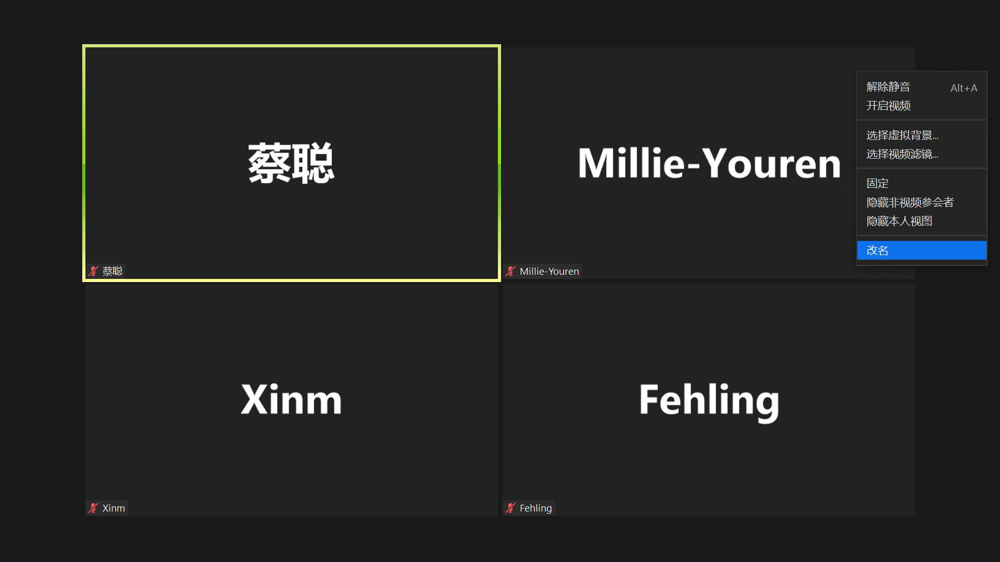 蔡聪
蔡聪
Millie-Youren
Millie-Youren
解除静音 Alt+A
开启视频
选择虚拟背景...
选择视频滤镜...
固定
隐藏非视频参会者
隐藏本人视图
改名
Xinm
Xinm
Fehling
Fehling